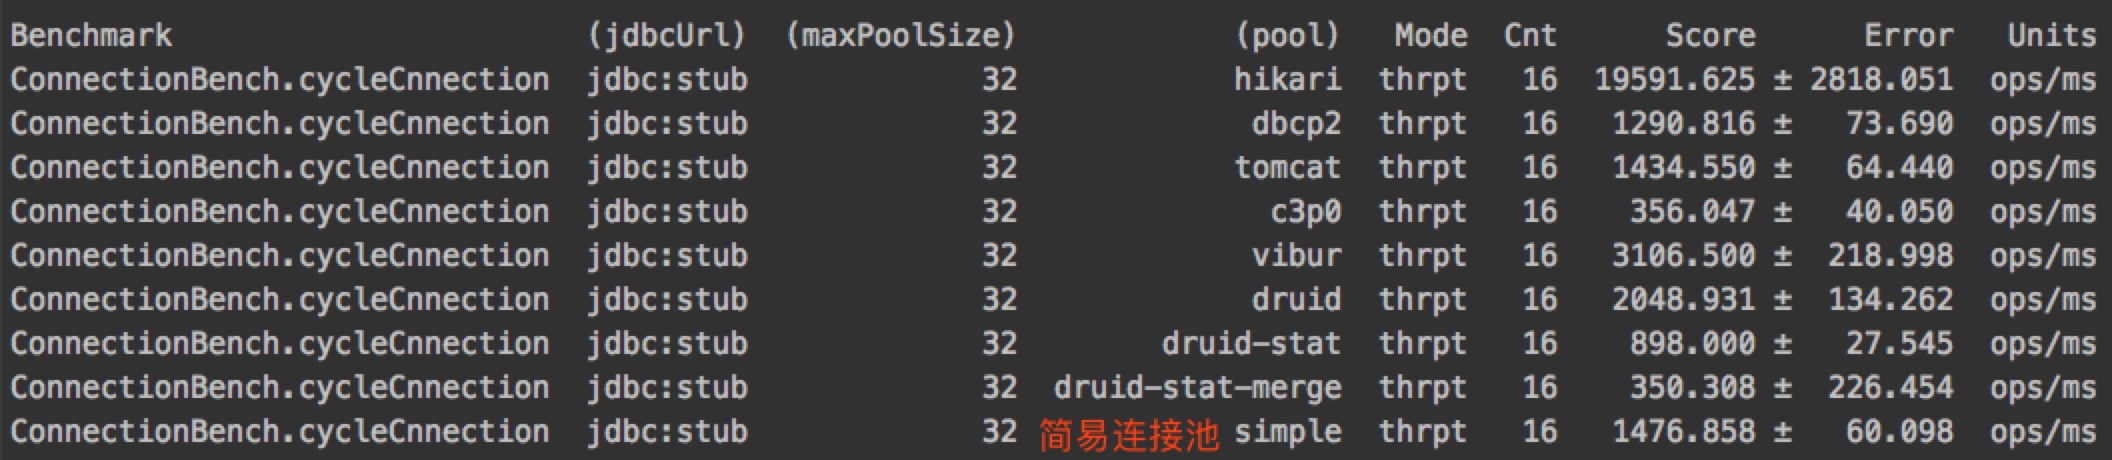 Benchmark (jdbcUrl) (maxPoolSize) (pool) Mode Cnt Score Error Units
ConnectionBench.cycleCnnection jdbc:stub 32 hikari thrpt 16 19591.625 ± 2818.051 ops/ms
ConnectionBench.cycleCnnection jdbc:stub 32 dbcp2 thrpt 16 1290.816 ± 73.690 ops/ms
ConnectionBench.cycleCnnection jdbc:stub 32 tomcat thrpt 16 1434.550 ± 64.440 ops/ms
ConnectionBench.cycleCnnection jdbc:stub 32 c3p0 thrpt 16 356.047 ± 40.050 ops/ms
ConnectionBench.cycleCnnection jdbc:stub 32 vibur thrpt 16 3106.500 ± 218.998 ops/ms
ConnectionBench.cycleCnnection jdbc:stub 32 druid thrpt 16 2048.931 ± 134.262 ops/ms
ConnectionBench.cycleCnnection jdbc:stub 32 druid-stat thrpt 16 898.000 ± 27.545 ops/ms
ConnectionBench.cycleCnnection jdbc:stub 32 druid-stat-merge thrpt 16 350.308 ± 226.454 ops/ms
ConnectionBench.cycleCnnection jdbc:stub 32 简易连接池 simple thrpt 16 1476.858 ± 60.098 ops/ms